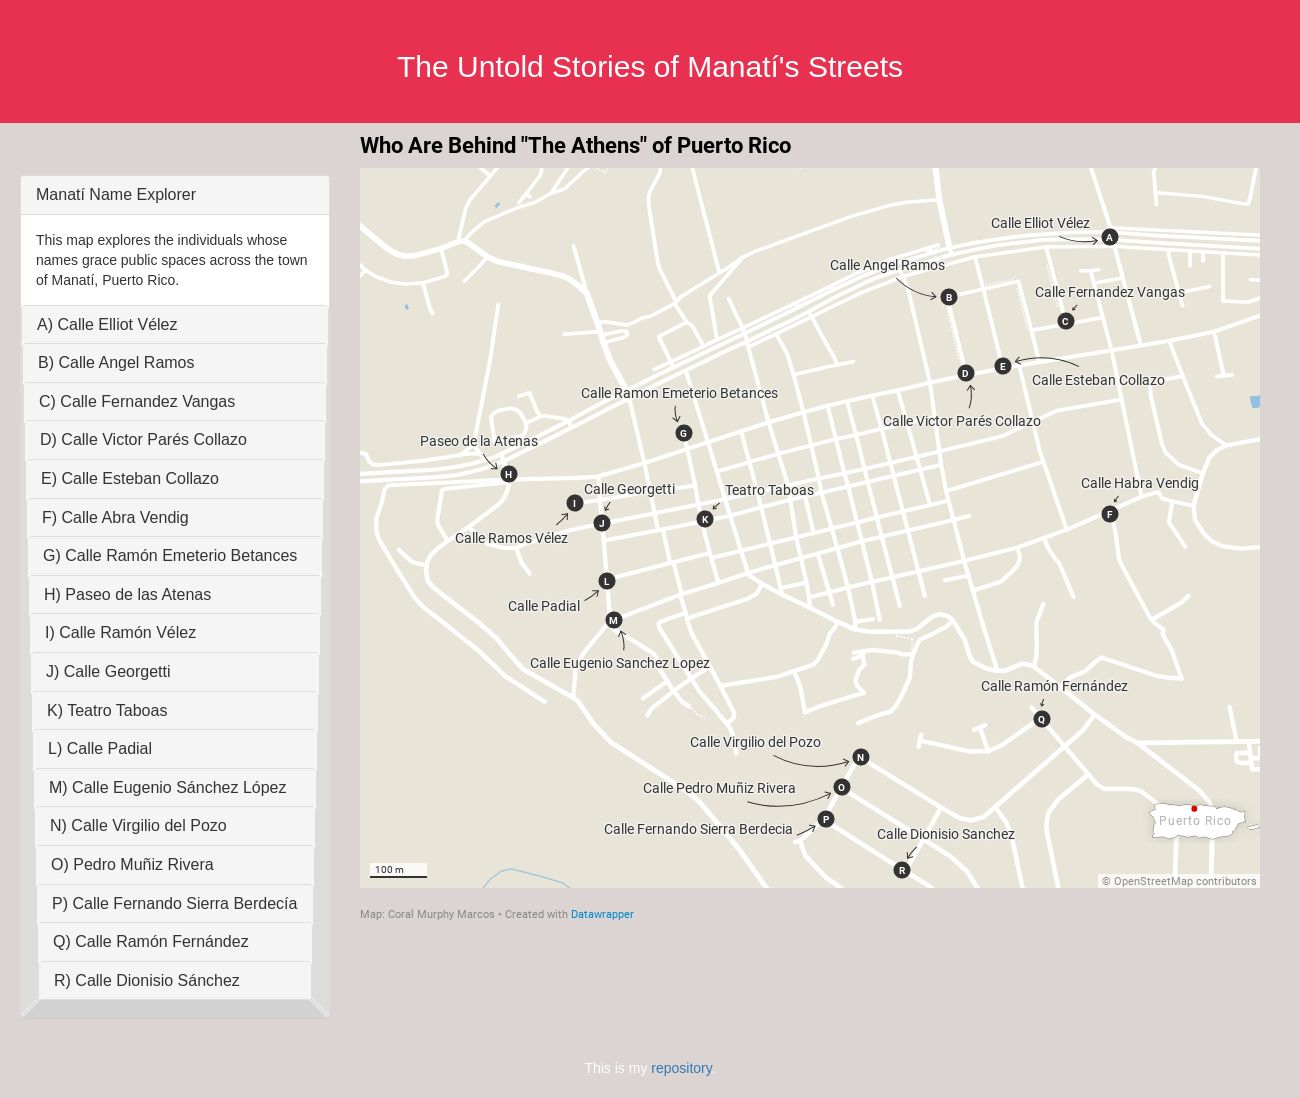 The Untold Stories of Manatí's Streets
Who Are Behind "The Athens" of Puerto Rico
Manatí Name Explorer
This map explores the individuals whose
names grace public spaces across the town
of Manatí, Puerto Rico.
A) Calle Elliot Vélez
B) Calle Angel Ramos
C) Calle Fernandez Vangas
D) Calle Victor Parés Collazo
E) Calle Esteban Collazo
F) Calle Abra Vendig
G) Calle Ramón Emeterio Betances
H) Paseo de las Atenas
I) Calle Ramón Vélez
J) Calle Georgetti
K) Teatro Taboas
L) Calle Padial
M) Calle Eugenio Sánchez López
N) Calle Virgilio del Pozo
O) Pedro Muñiz Rivera
P) Calle Fernando Sierra Berdecía
Q) Calle Ramón Fernández
R) Calle Dionisio Sánchez
Calle Elliot Vélez
A
Calle Angel Ramos
B
Calle Fernandez Vangas
C
D
E
Calle Esteban Collazo
Calle Ramon Emeterio Betances
Calle Victor Parés Collazo
G
Paseo de la Atenas
H
Calle Georgetti
Teatro Taboas
Calle Habra Vendig
I
J
K
F
Calle Ramos Vélez
L
Calle Padial
M
Calle Eugenio Sanchez Lopez
Calle Ramón Fernández
Q
Calle Virgilio del Pozo
N
Calle Pedro Muñiz Rivera
O
Calle Fernando Sierra Berdecia
P
Calle Dionisio Sanchez
R
Puerto Rico
100 m
© OpenStreetMap contributors
Map: Coral Murphy Marcos • Created with Datawrapper
This is my repository.